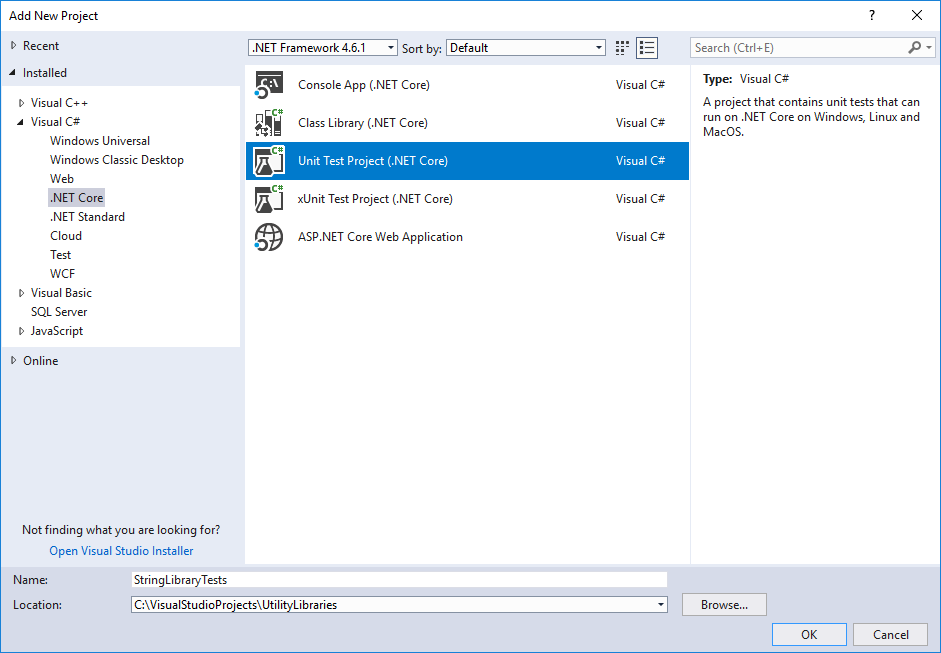 Add New Project
?
Recent
Installed
Visual C++
Visual C#
Windows Universal
Windows Classic Desktop
Web
.NET Core
.NET Standard
Cloud
Test
WCF
Visual Basic
SQL Server
JavaScript
Online
Not finding what you are looking for?
Open Visual Studio Installer
.NET Framework 4.6.1 Sort by: Default
C:\ Console App (.NET Core) Visual C#
C# Class Library (.NET Core) Visual C#
C# Unit Test Project (.NET Core) Visual C#
C# xUnit Test Project (.NET Core) Visual C#
ASP.NET Core Web Application Visual C#
Search (Ctrl+E)
Type: Visual C#
A project that contains unit tests that can
run on .NET Core on Windows, Linux and
MacOS.
Name: StringLibraryTests
Location: C:\VisualStudioProjects\UtilityLibraries Browse...
OK Cancel